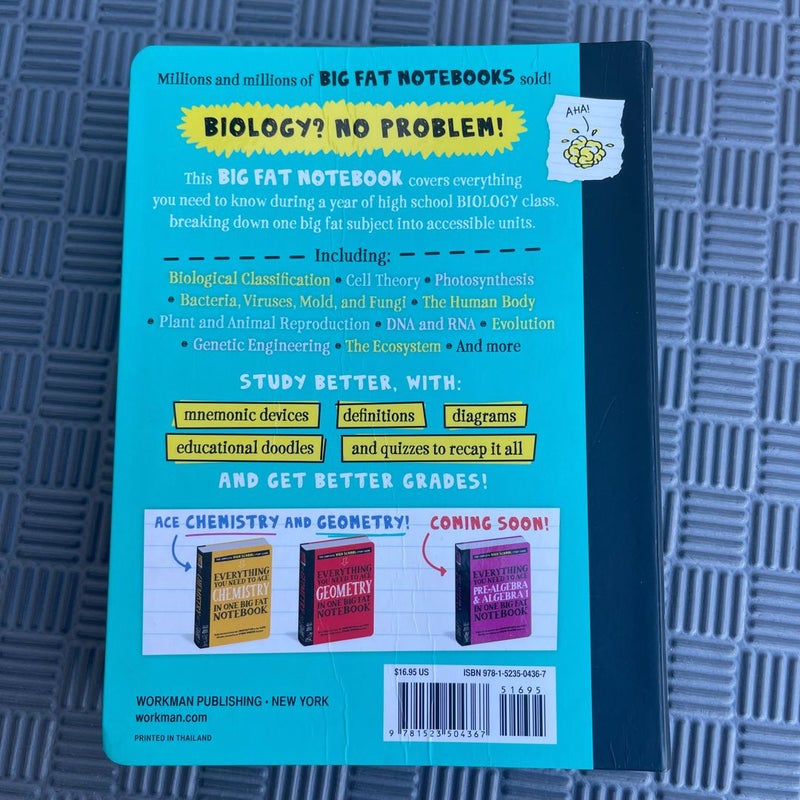 Millions and millions of BIG FAT NOTEBOOKS sold!
AHA!
BIOLOGY? NO PROBLEM!
This BIG FAT NOTEBOOK covers everything
you need to know during a year of high school BIOLOGY class,
breaking down one big fat subject into accessible units.
Including:
Biological Classification • Cell Theory • Photosynthesis
• Bacteria, Viruses, Mold, and Fungi • The Human Body
• Plant and Animal Reproduction • DNA and RNA • Evolution
• Genetic Engineering • The Ecosystem • And more
STUDY BETTER, WITH:
mnemonic devices definitions diagrams
educational doodles and quizzes to recap it all
AND GET BETTER GRADES!
ACE CHEMISTRY AND GEOMETRY! COMING SOON!
EVERYTHING
YOU NEED TO ACE
CHEMISTRY
IN ONE BIG FAT
NOTEBOOK
CHEMISTRY
EVERYTHING
YOU NEED TO ACE
GEOMETRY
IN ONE BIG FAT
NOTEBOOK
EVERYTHING
YOU NEED TO ACE
PRE-ALGEBRA
& ALGEBRA 1
IN ONE BIG FAT
NOTEBOOK
$16.95 US ISBN 978-1-5235-0436-7
51695
9 781523 504367
WORKMAN PUBLISHING • NEW YORK
workman.com
PRINTED IN THAILAND